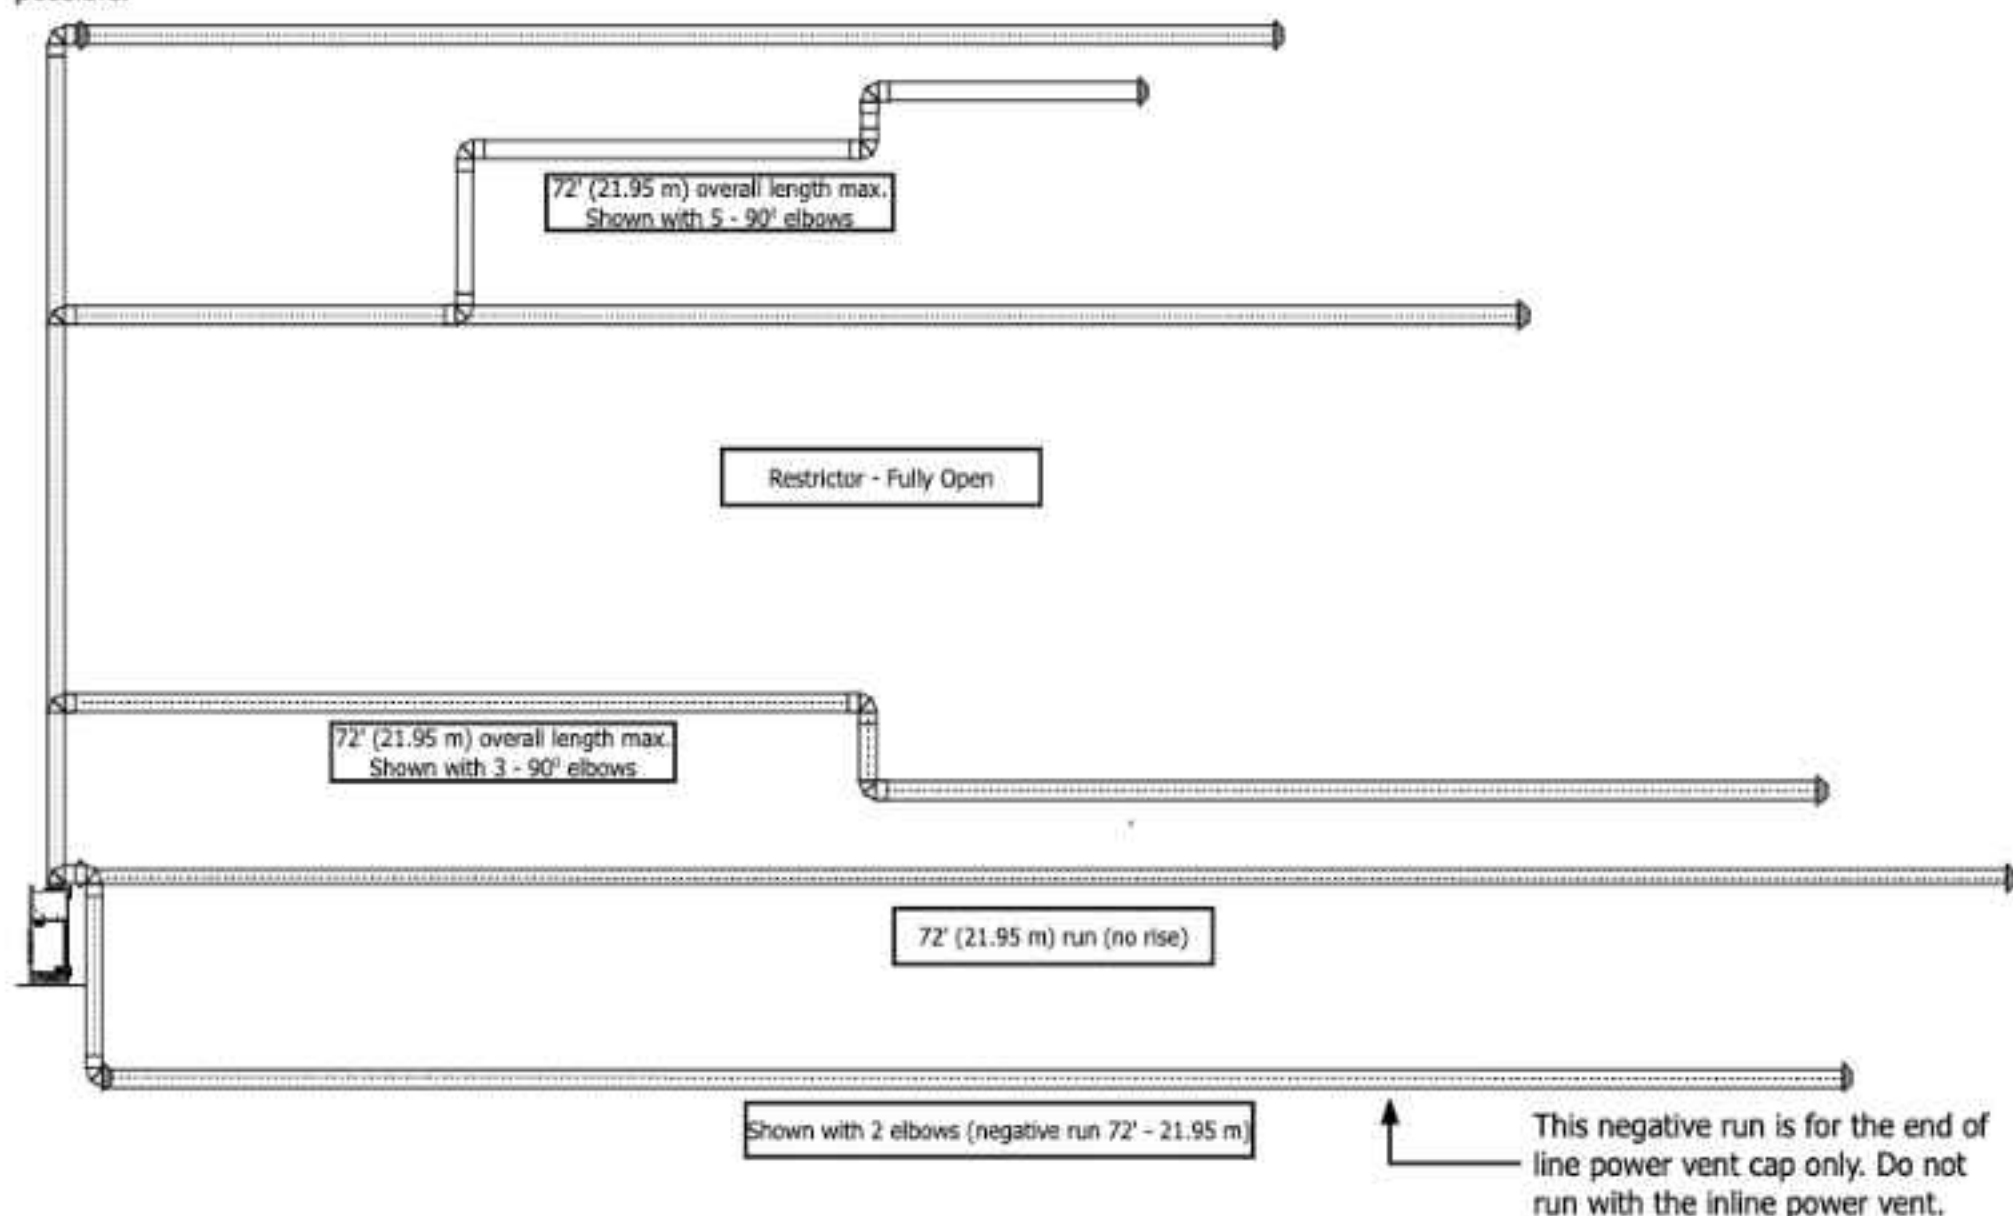 72' (21.95 m) overall length max.
Shown with 5 - 90° elbows
Restrictor - Fully Open
72' (21.95 m) overall length max.
Shown with 3 - 90° elbows
72' (21.95 m) run (no rise)
Shown with 2 elbows (negative run 72' - 21.95 m)
This negative run is for the end of
line power vent cap only. Do not
run with the inline power vent.